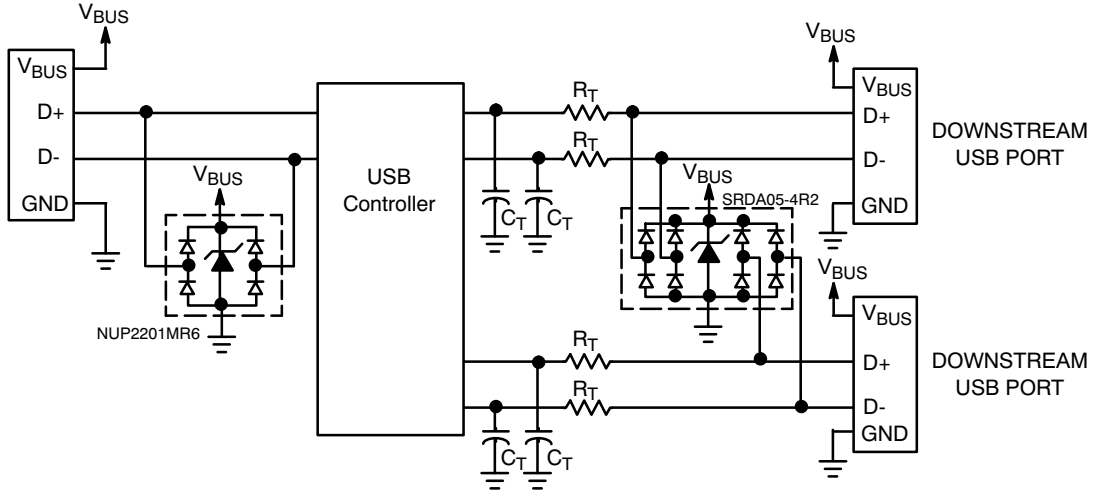 VBUS
VBUS
D+
D-
GND
VBUS
NUP2201MR6
USB
Controller
RT
RT
CT
CT
VBUS
SRDA05-4R2
VBUS
VBUS
D+
D-
GND
DOWNSTREAM
USB PORT
RT
RT
CT
CT
VBUS
VBUS
D+
D-
GND
DOWNSTREAM
USB PORT